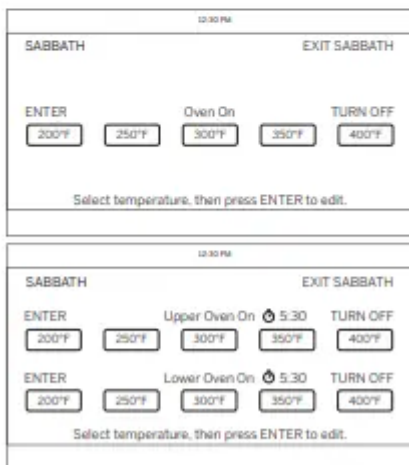 12:30 PM
SABBATH EXIT SABBATH
ENTER Oven On TURN OFF
200°F 250°F 300°F 350°F 400°F
Select temperature, then press ENTER to edit.
12:30 PM
SABBATH EXIT SABBATH
ENTER Upper Oven On 5:30 TURN OFF
200°F 250°F 300°F 350°F 400°F
ENTER Lower Oven On 5:30 TURN OFF
200°F 250°F 300°F 350°F 400°F
Select temperature, then press ENTER to edit.